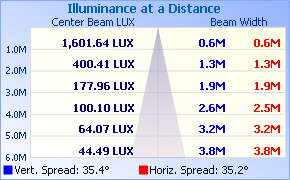 Illuminance at a Distance
Center Beam LUX Beam Width
1.0M 1,601.64 LUX 0.6M 0.6M
2.0M 400.41 LUX 1.3M 1.3M
3.0M 177.96 LUX 1.9M 1.9M
4.0M 100.10 LUX 2.6M 2.5M
5.0M 64.07 LUX 3.2M 3.2M
6.0M 44.49 LUX 3.8M 3.8M
Vert. Spread: 35.4° Horiz. Spread: 35.2°